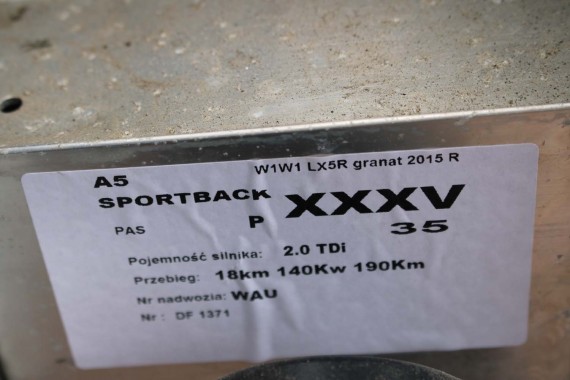 A5 W1W1 LX5R granat 2015 R
SPORTBACK XXXV
PAS P 35
Pojemność silnika: 2.0 TDi
Przebieg: 18km 140Kw 190Km
Nr nadwozia: WAU
Nr : DF 1371